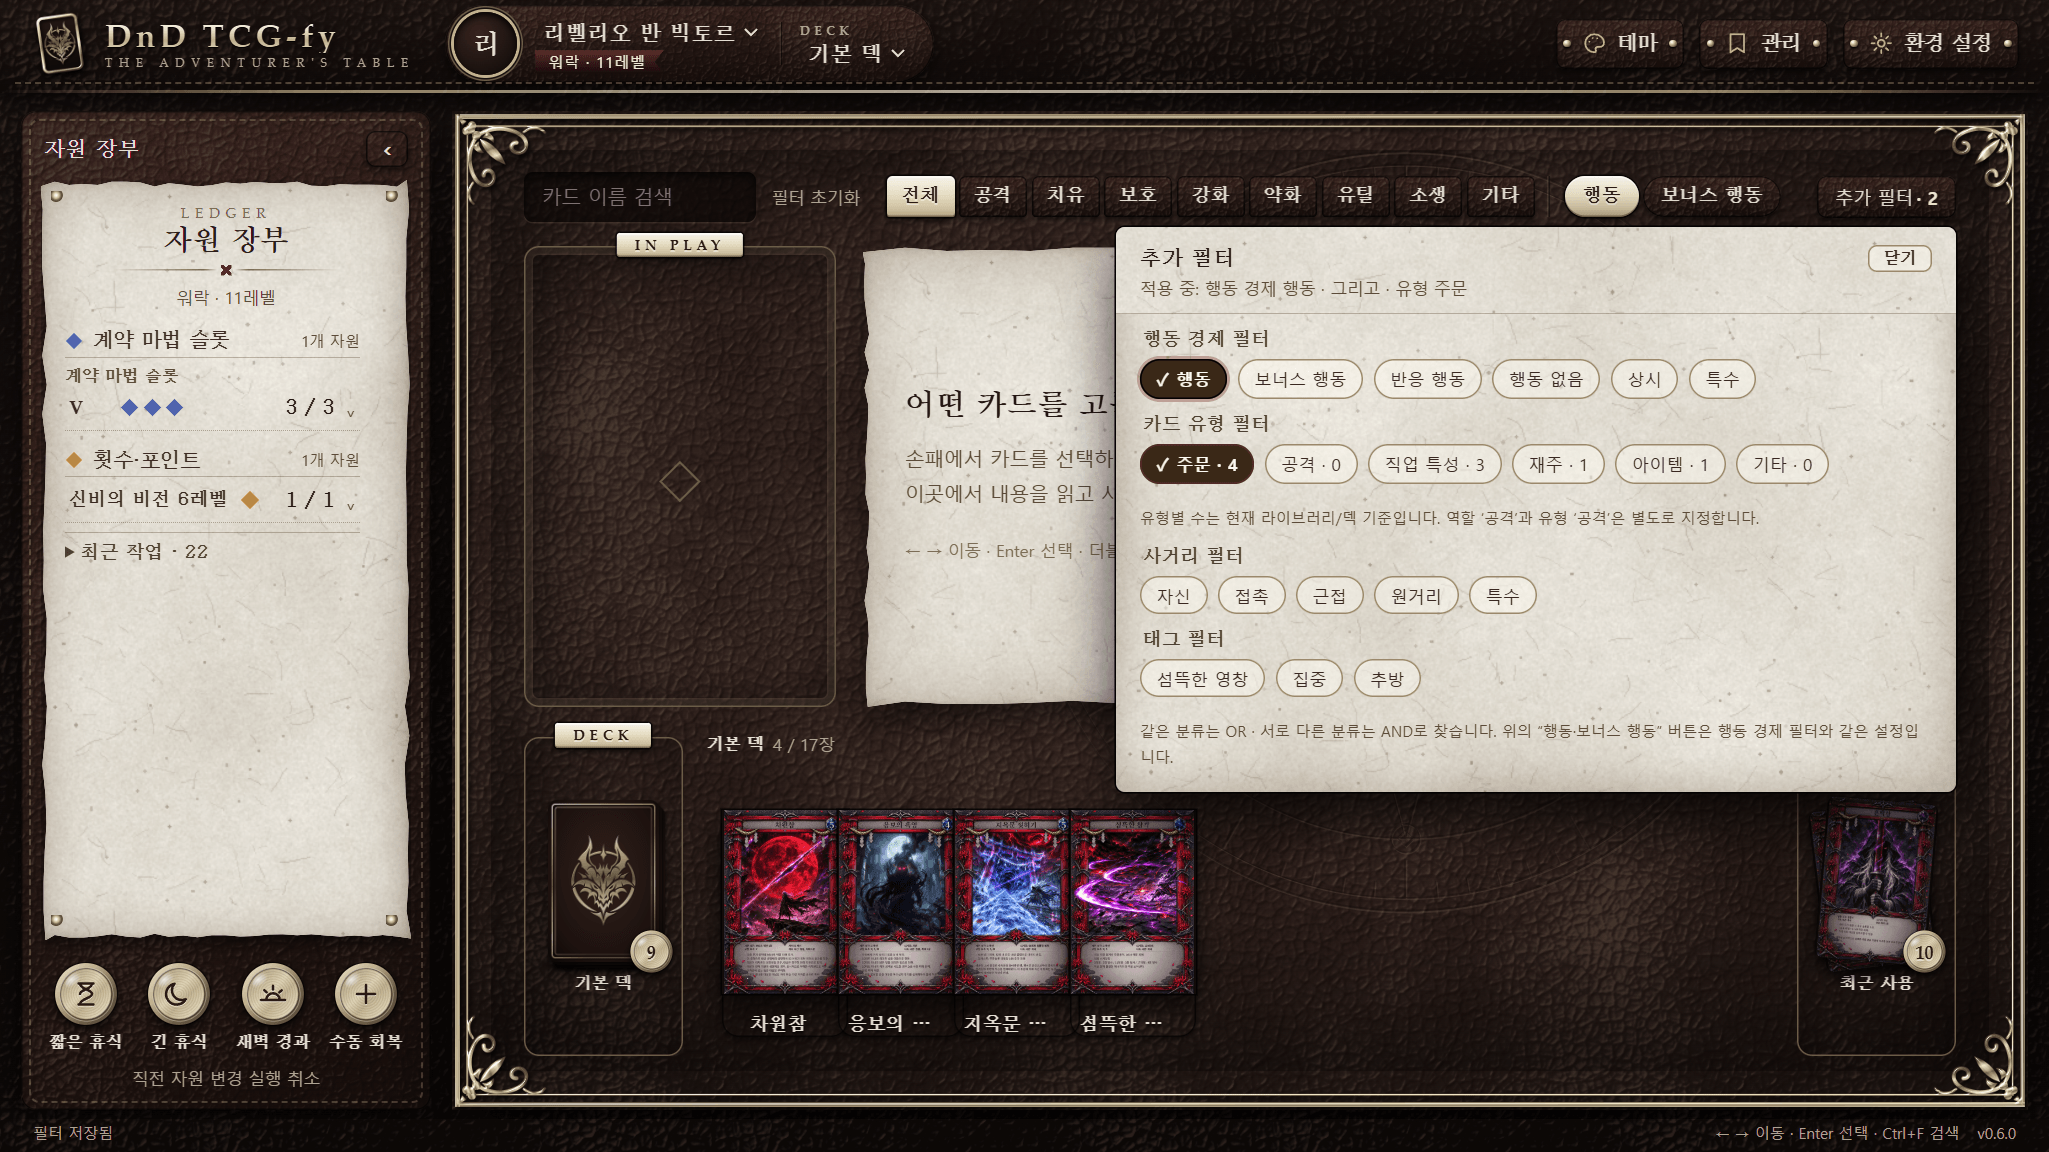 DnD TCG-fy
THE ADVENTURER'S TABLE
리
리벨리오 반 빅토르
워락 · 11레벨
DECK
기본 덱
테마
관리
환경 설정
자원 장부
LEDGER
자원 장부
워락 · 11레벨
계약 마법 슬롯 1개 자원
계약 마법 슬롯
V 3 / 3
횟수·포인트 1개 자원
신비의 비전 6레벨 1 / 1
최근 작업 · 22
짧은 휴식 긴 휴식 새벽 경과 수동 회복
직전 자원 변경 실행 취소
카드 이름 검색 필터 초기화 전체 공격 치유 보호 강화 약화 유틸 소생 기타 행동 보너스 행동 추가 필터 · 2
IN PLAY
어떤 카드를 고
손패에서 카드를 선택하
이곳에서 내용을 읽고
← → 이동 · Enter 선택 · 더블
추가 필터 닫기
적용 중: 행동 경제 행동 · 그리고 · 유형 주문
행동 경제 필터
✓ 행동 보너스 행동 반응 행동 행동 없음 상시 특수
카드 유형 필터
✓ 주문 · 4 공격 · 0 직업 특성 · 3 재주 · 1 아이템 · 1 기타 · 0
유형별 수는 현재 라이브러리/덱 기준입니다. 역할 ‘공격’과 유형 ‘공격’은 별도로 지정합니다.
사거리 필터
자신 접촉 근접 원거리 특수
태그 필터
섬뜩한 영창 집중 추방
같은 분류는 OR · 서로 다른 분류는 AND로 찾습니다. 위의 “행동·보너스 행동” 버튼은 행동 경제 필터와 같은 설정입
니다.
DECK
기본 덱 4 / 17장
9
기본 덱
차원참
응보의 ···
지옥문 ···
섬뜩한 ···
10
최근 사용
필터 저장됨
← → 이동 · Enter 선택 · Ctrl+F 검색 v0.6.0